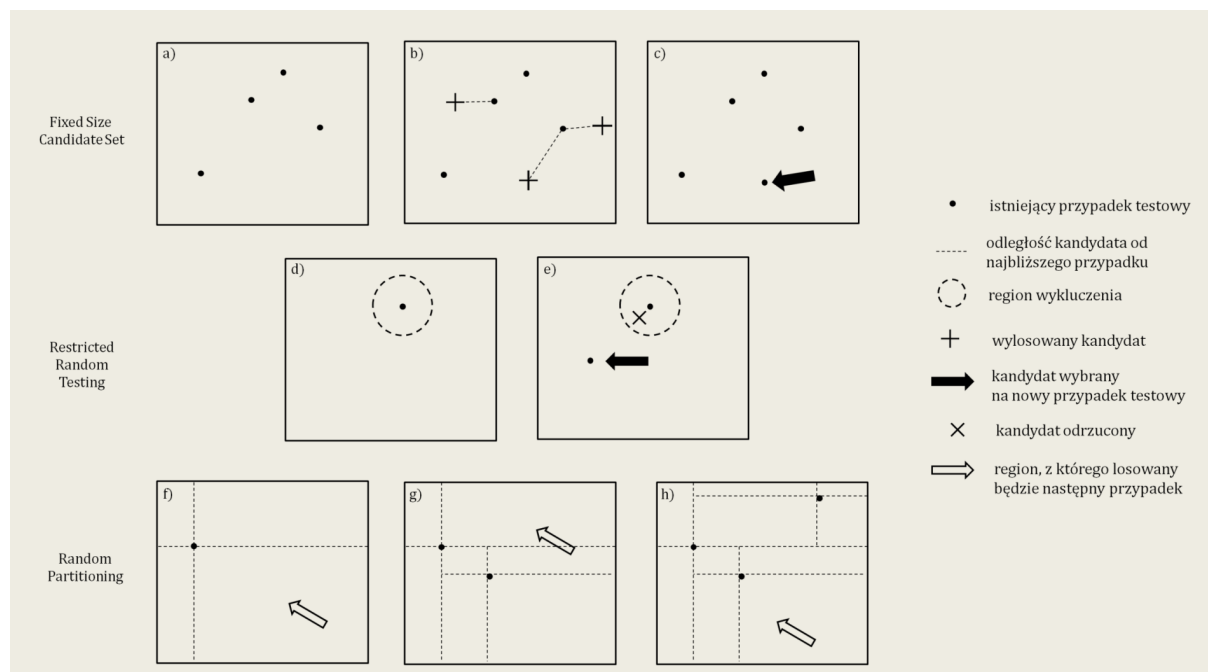 a)
b)
c)
Fixed Size
Candidate Set
d)
e)
Restricted
Random
Testing
f)
g)
h)
Random
Partitioning
istniejący przypadek testowy
odległość kandydata od
najbliższego przypadku
region wykluczenia
wylosowany kandydat
kandydat wybrany
na nowy przypadek testowy
kandydat odrzucony
region, z którego losowany
będzie następny przypadek